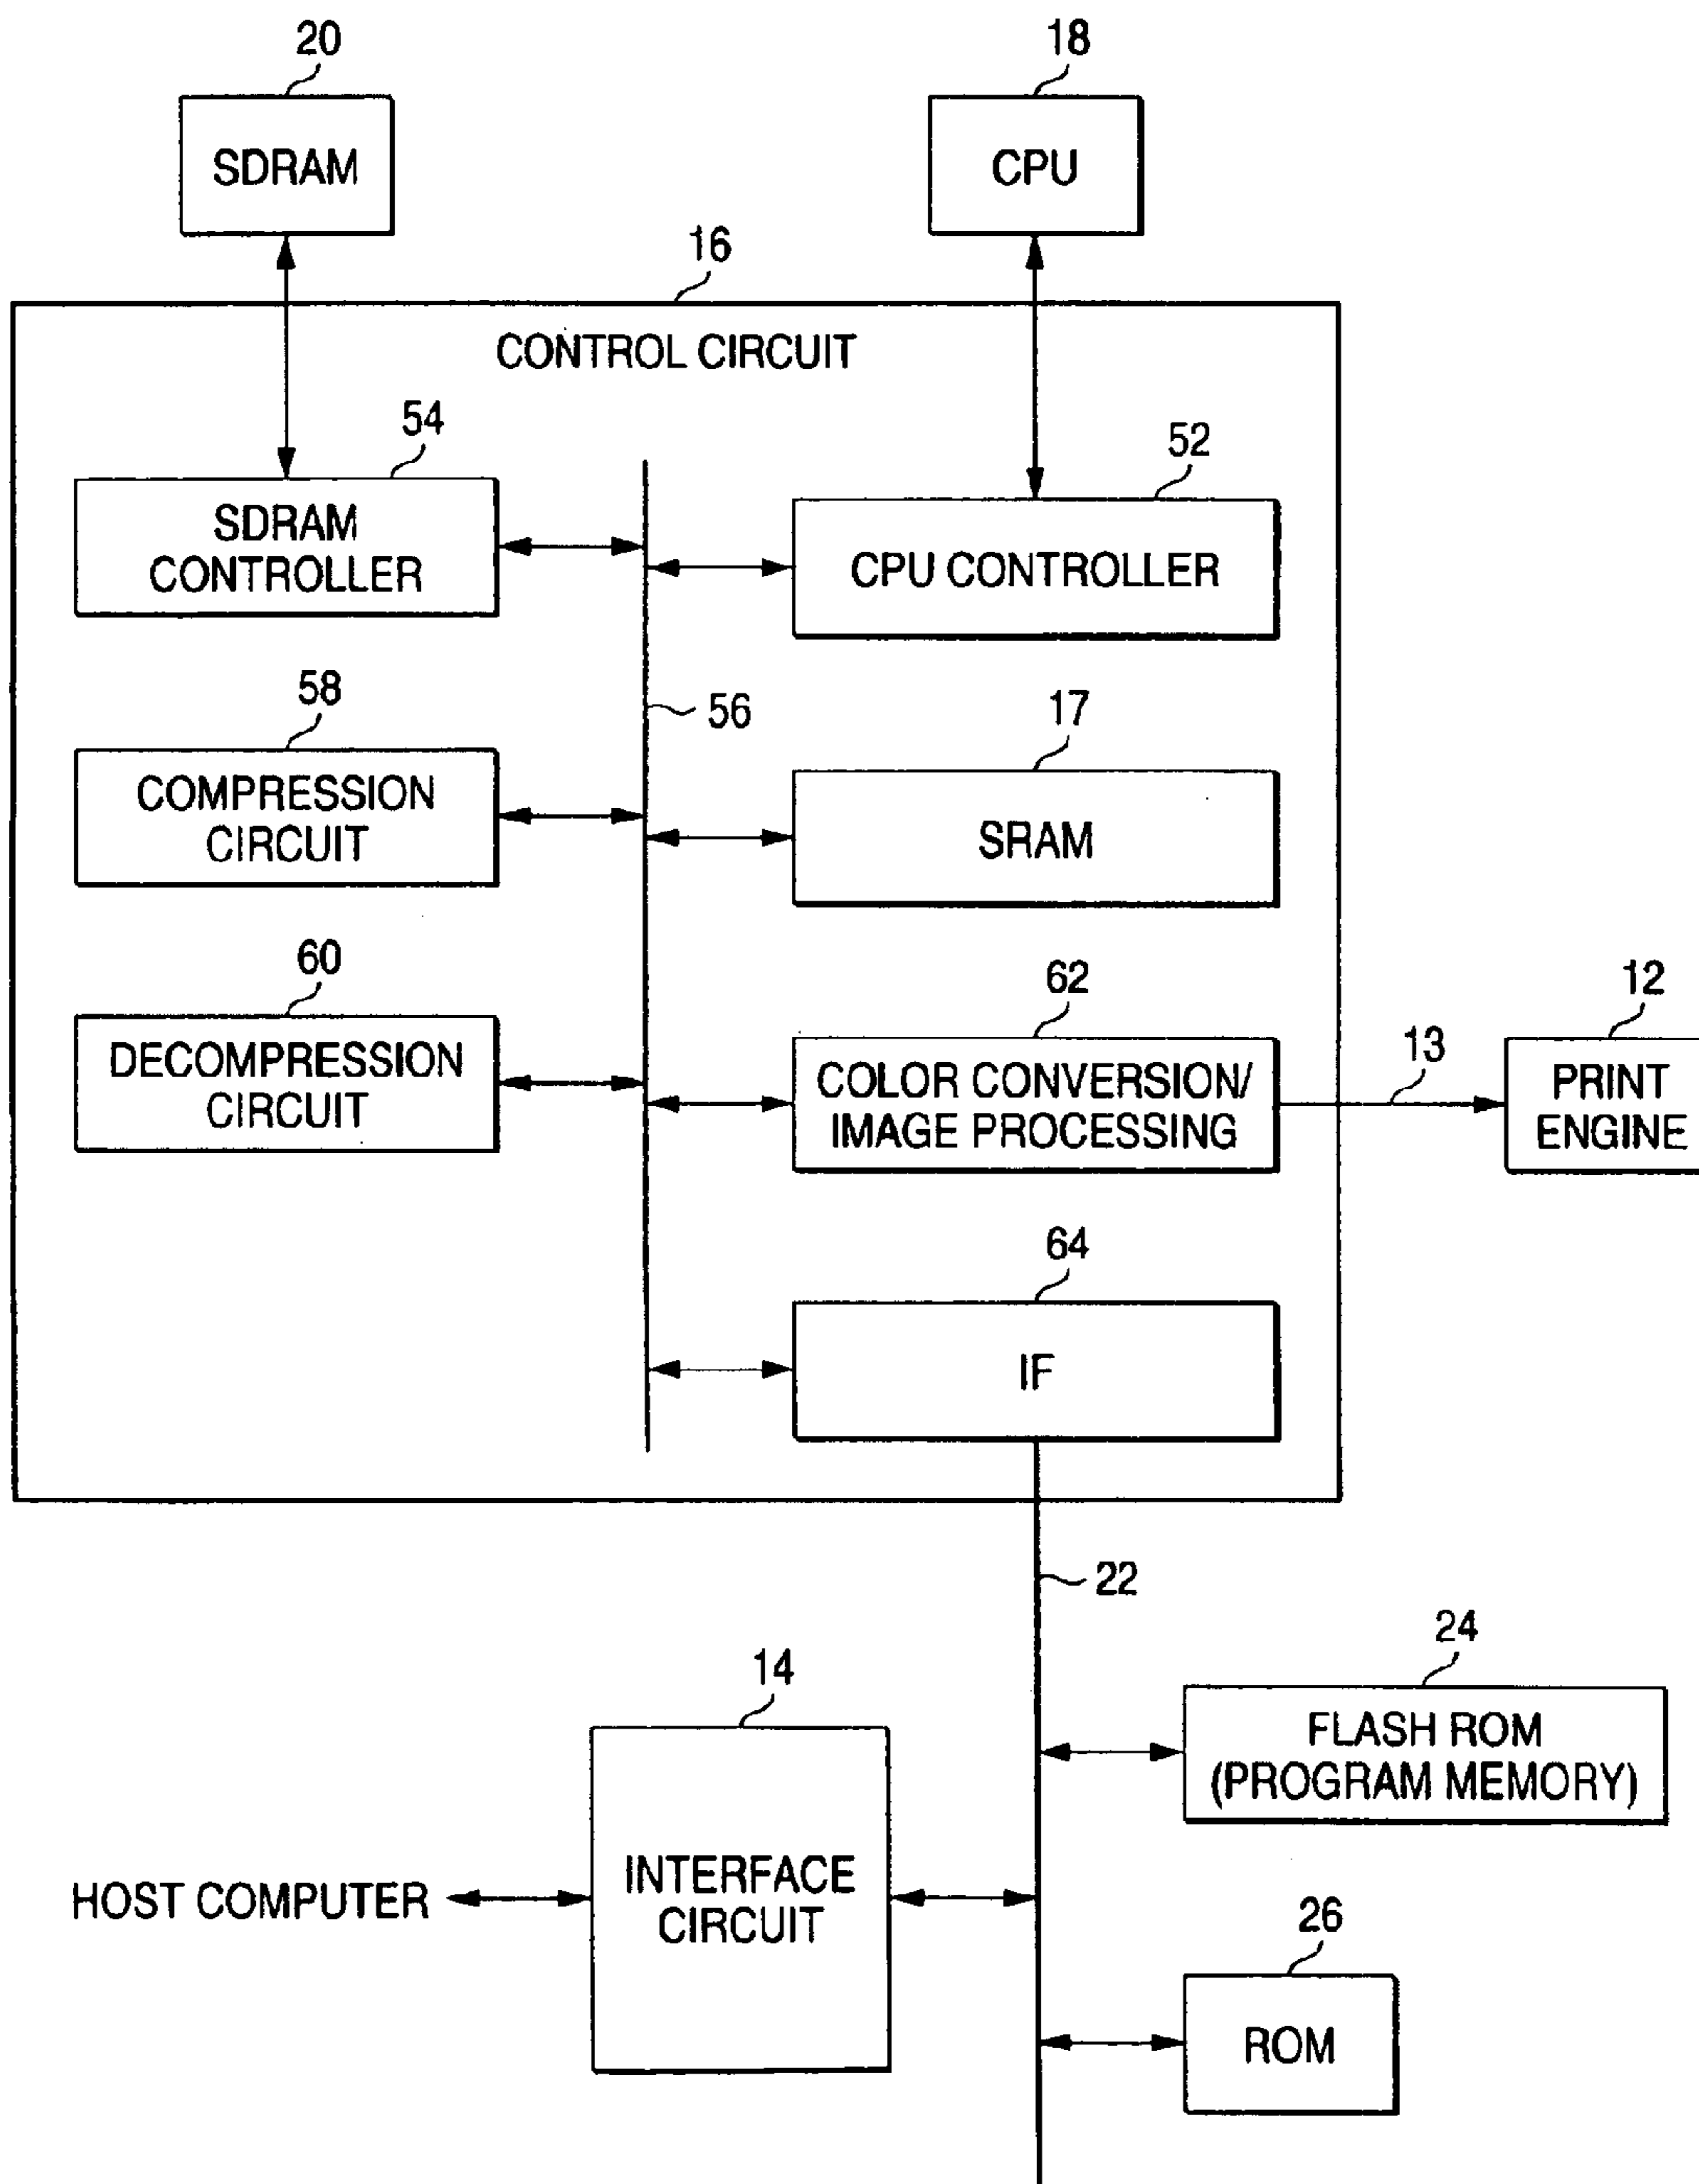 20
18
SDRAM
CPU
16
CONTROL CIRCUIT
54
52
SDRAM
CONTROLLER
CPU CONTROLLER
58
56
17
COMPRESSION
CIRCUIT
SRAM
60
62
12
13
DECOMPRESSION
CIRCUIT
COLOR CONVERSION/
IMAGE PROCESSING
PRINT
ENGINE
64
IF
22
24
14
FLASH ROM
(PROGRAM MEMORY)
HOST COMPUTER
INTERFACE
CIRCUIT
26
ROM